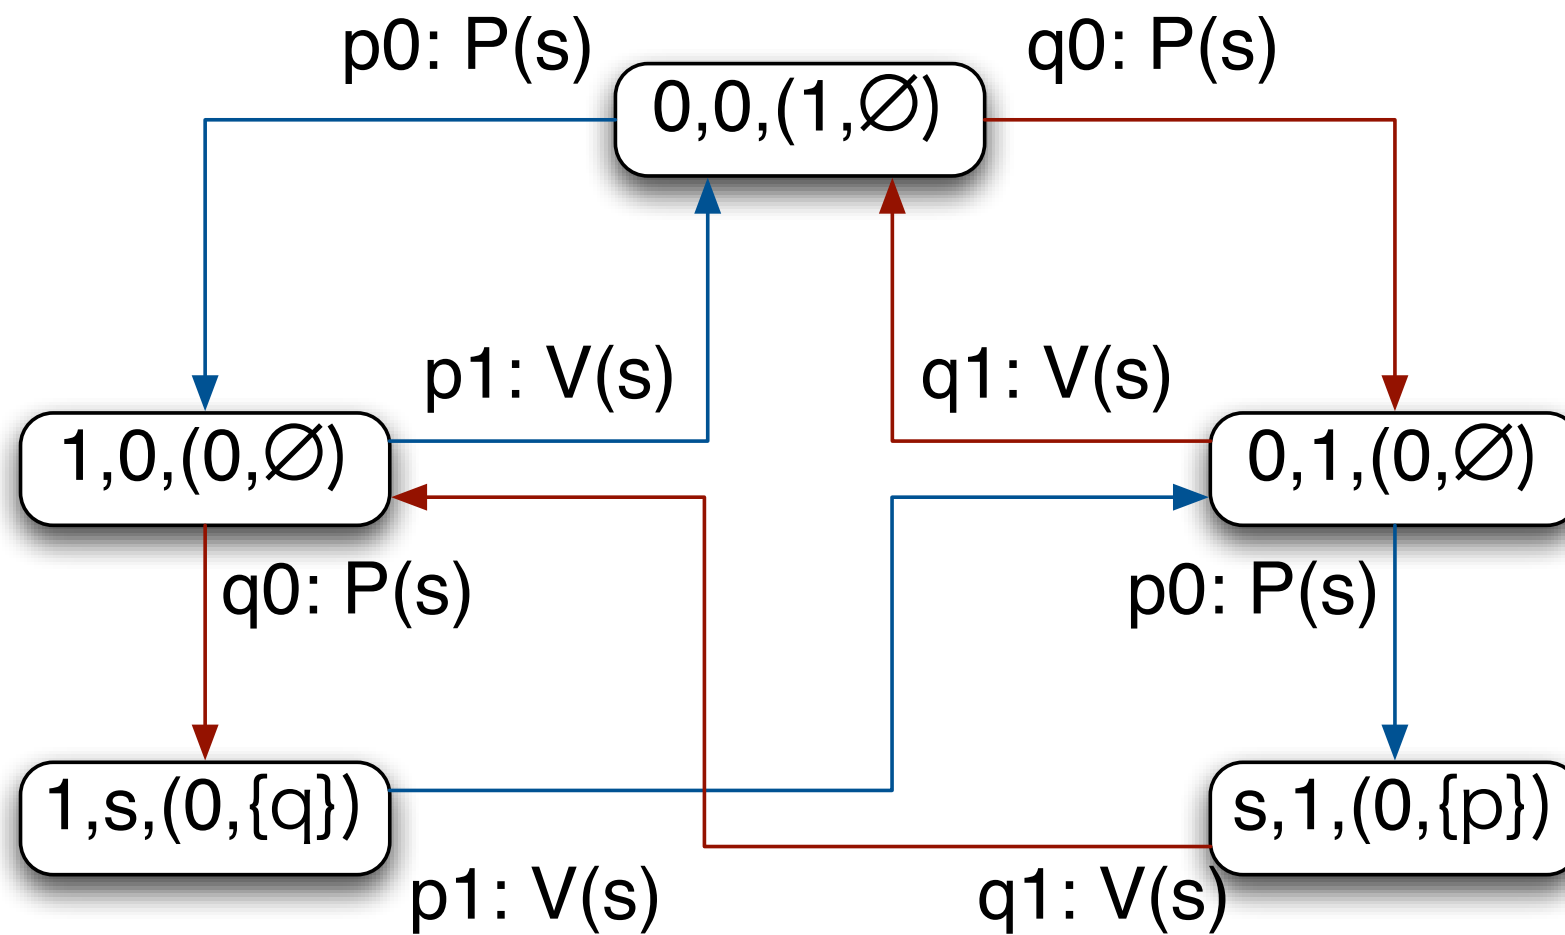 p0: P(s)
q0: P(s)
0,0,(1,∅)
p1: V(s)
q1: V(s)
1,0,(0,∅)
0,1,(0,∅)
q0: P(s)
p0: P(s)
1,s,(0,{q})
s,1,(0,{p})
p1: V(s)
q1: V(s)